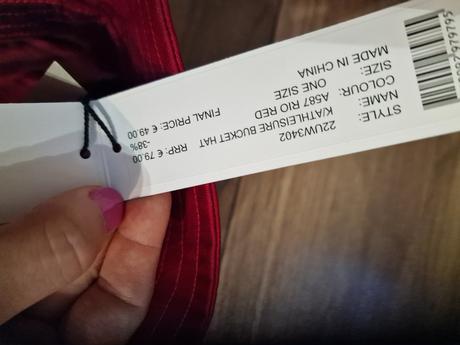 STYLE: 22UW3402
NAME: K/ATHLEISURE BUCKET HAT
COLOUR: A587 RIO RED
SIZE: ONE SIZE
MADE IN CHINA
RRP: € 79.00
-38%
FINAL PRICE: € 49.00